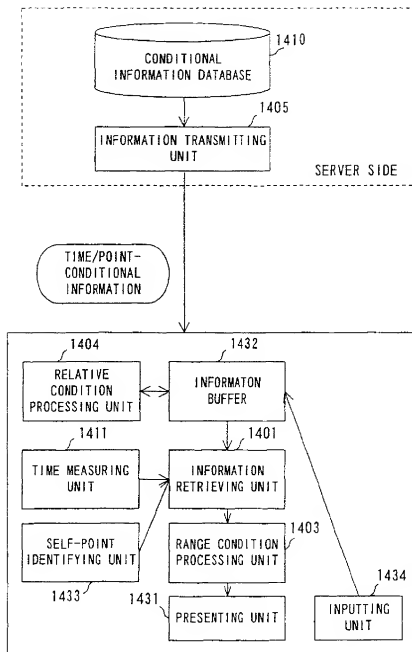 1410
CONDITIONAL
INFORMATION DATABASE
1405
INFORMATION TRANSMITTING
UNIT
SERVER SIDE
TIME/POINT-
CONDITIONAL
INFORMATION
1404
RELATIVE
CONDITION
PROCESSING UNIT
1432
INFORMATON
BUFFER
1411
TIME MEASURING
UNIT
1401
INFORMATION
RETRIEVING UNIT
SELF-POINT
IDENTIFYING UNIT
1433
1403
RANGE CONDITION
PROCESSING UNIT
1431
PRESENTING UNIT
1434
INPUTTING
UNIT